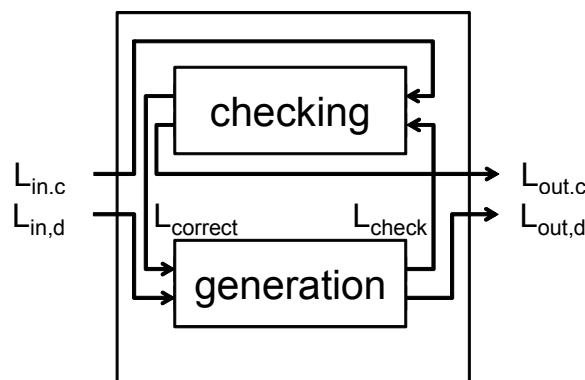 checking
L_in.c
L_out.c
L_in,d
L_correct
L_check
L_out,d
generation